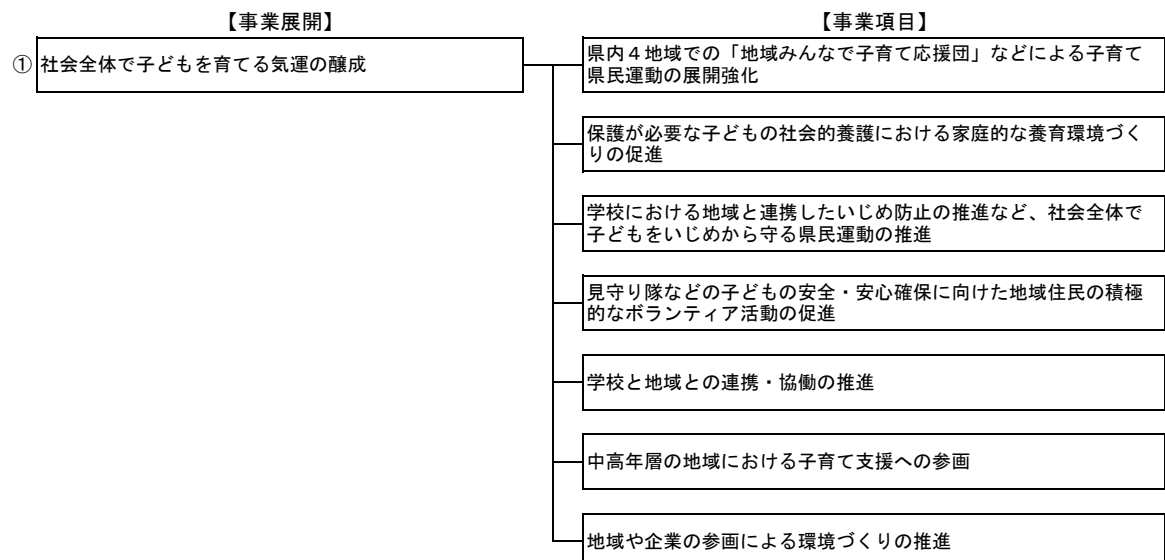 【事業展開】
【事業項目】
① 社会全体で子どもを育てる気運の醸成
県内４地域での「地域みんなで子育て応援団」などによる子育て
県民運動の展開強化
保護が必要な子どもの社会的養護における家庭的な養育環境づく
りの促進
学校における地域と連携したいじめ防止の推進など、社会全体で
子どもをいじめから守る県民運動の推進
見守り隊などの子どもの安全・安心確保に向けた地域住民の積極
的なボランティア活動の促進
学校と地域との連携・協働の推進
中高年層の地域における子育て支援への参画
地域や企業の参画による環境づくりの推進